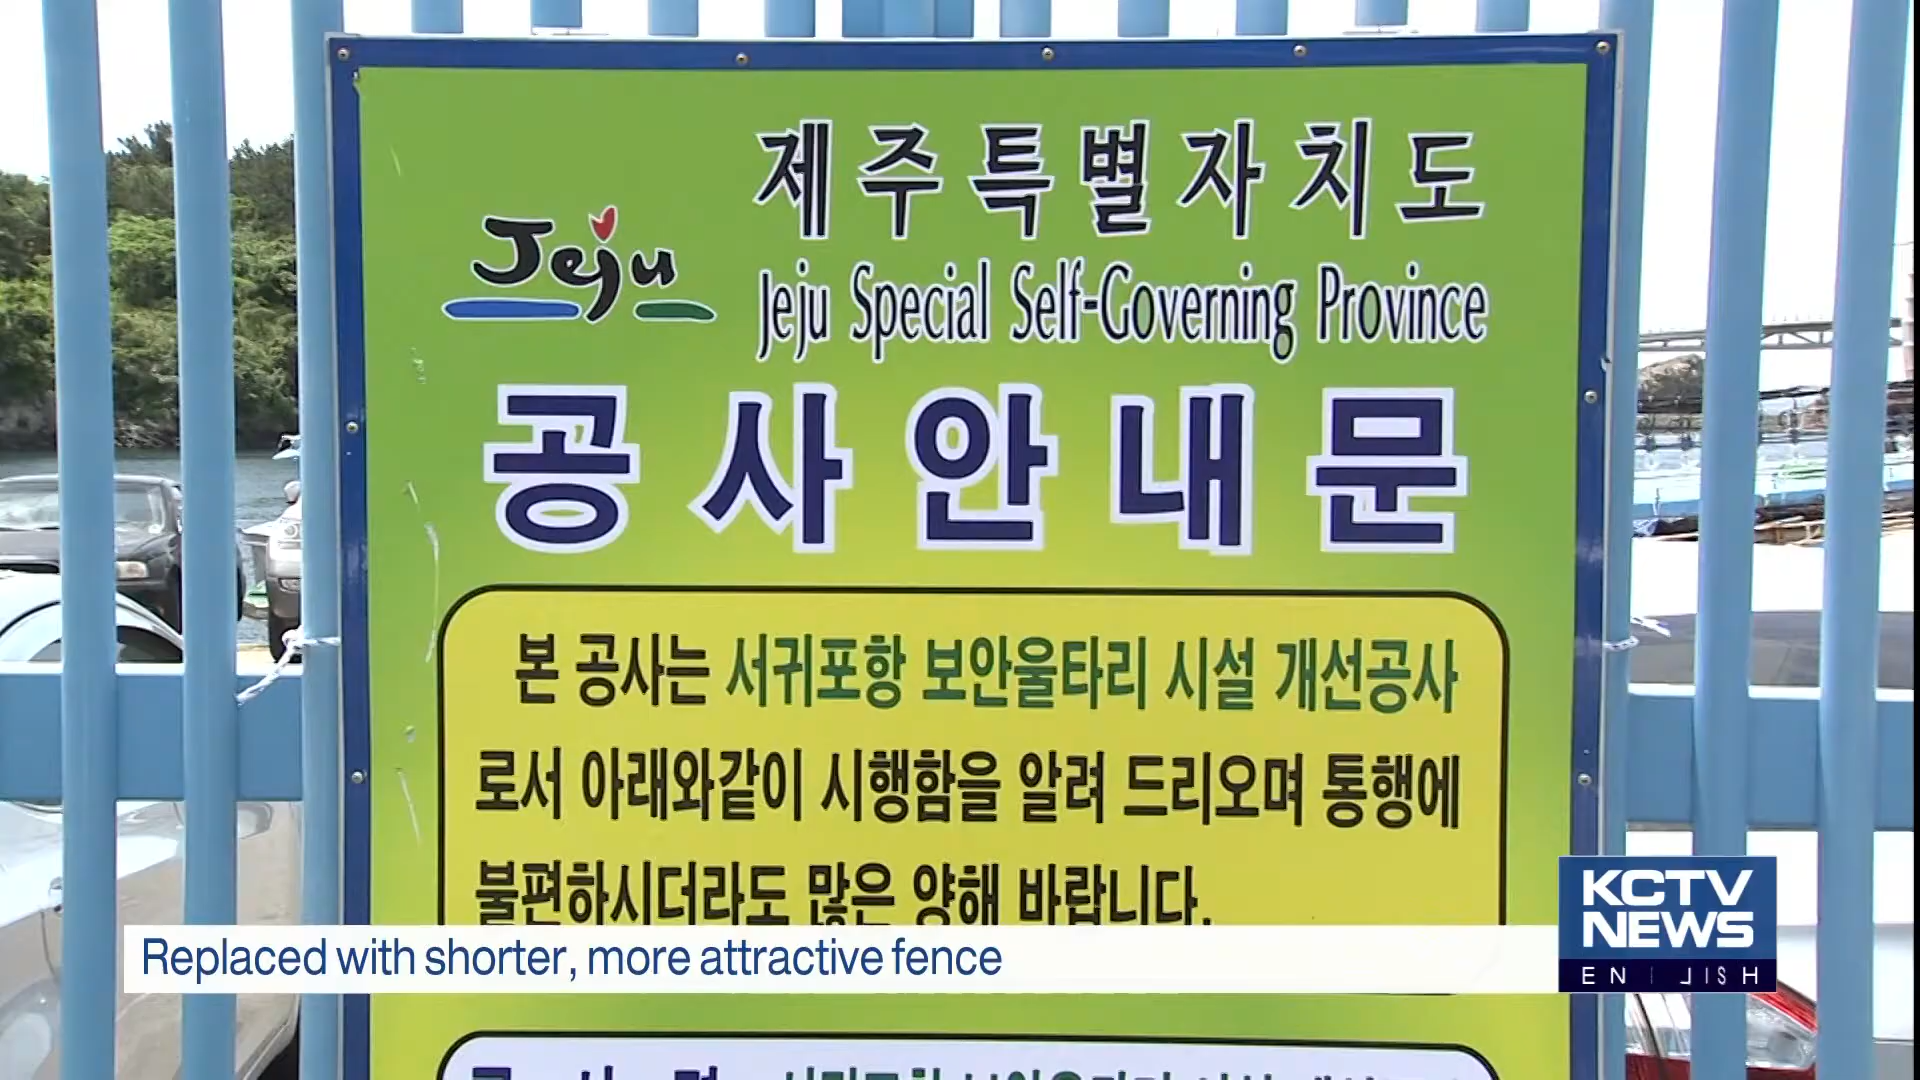 제주특별자치도
Jeju
Jeju Special Self-Governing Province
공사안내문
본 공사는 서귀포항 보안울타리 시설 개선공사
로서 아래와같이 시행함을 알려 드리오며 통행에
불편하시더라도 많은 양해 바랍니다.
Replaced with shorter, more attractive fence
KCTV
NEWS